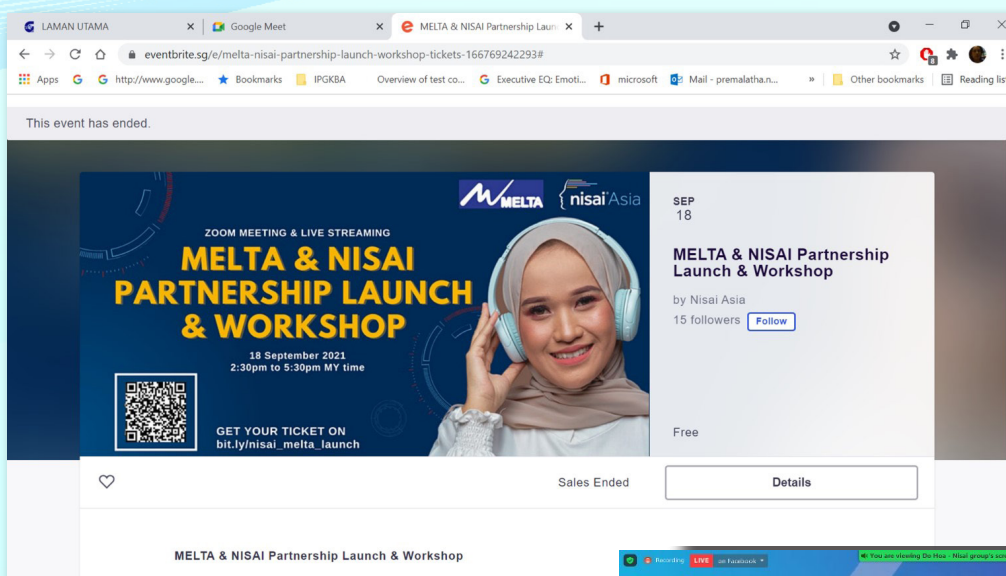 LAMAN UTAMA
Google Meet
MELTA & NISAI Partnership Laun
eventbrite.sg/e/melta-nisai-partnership-launch-workshop-tickets-166769242293#
Apps
http://www.google....
Bookmarks
IPGKBA
Overview of test co...
Executive EQ: Emoti...
microsoft
Mail - premalatha.n...
»
Other bookmarks
Reading lis
This event has ended.
MELTA
nisai Asia
ZOOM MEETING & LIVE STREAMING
MELTA & NISAI
PARTNERSHIP LAUNCH
& WORKSHOP
18 September 2021
2:30pm to 5:30pm MY time
GET YOUR TICKET ON
bit.ly/nisai_melta_launch
SEP
18
MELTA & NISAI Partnership
Launch & Workshop
by Nisai Asia
15 followers Follow
Free
Sales Ended
Details
MELTA & NISAI Partnership Launch & Workshop
Recording LIVE on Facebook
You are viewing Do Hoa - Nisai group's scre